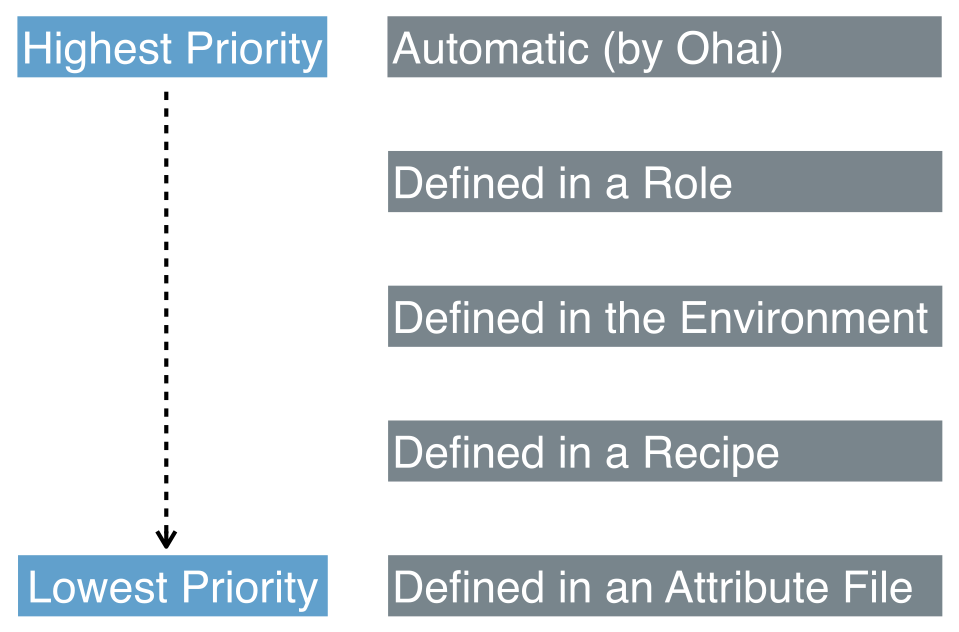 Highest Priority
Automatic (by Ohai)
Defined in a Role
Defined in the Environment
Defined in a Recipe
Lowest Priority
Defined in an Attribute File